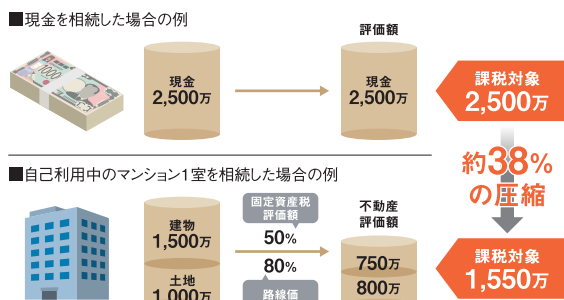 ■現金を相続した場合の例
評価額
1000
現金
2,500万
現金
2,500万
課税対象
2,500万
約38%
の圧縮
■自己利用中のマンション1室を相続した場合の例
建物
1,500万
土地
1,000万
固定資産税
評価額
50%
80%
路線価
不動産
評価額
750万
800万
課税対象
1,550万